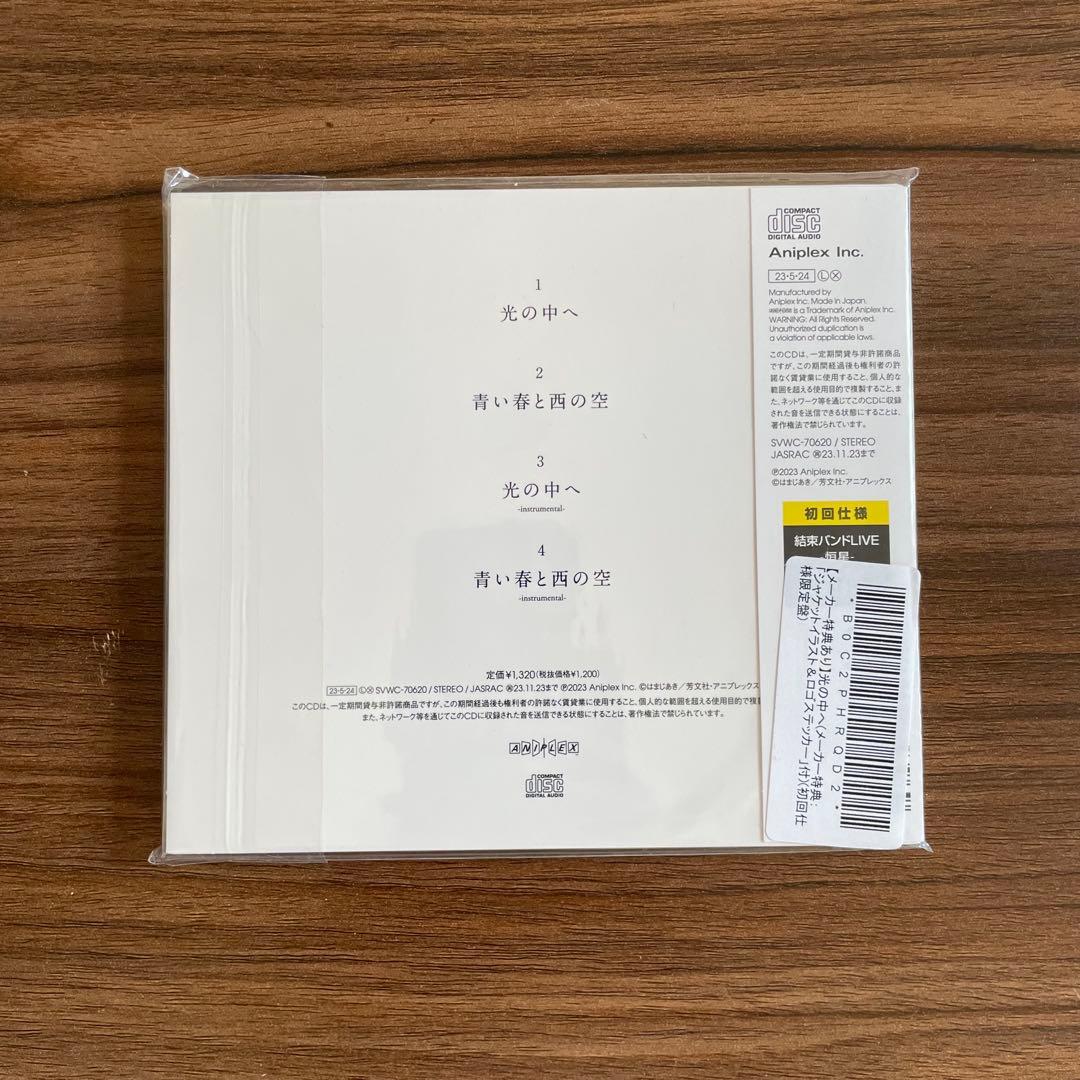 1
光の中へ
2
青い春と西の空
3
光の中へ
-instrumental-
4
青い春と西の空
-instrumental-
定価¥1,320(税抜価格¥1,200)
23・5・24 Ⓛ Ⓧ SVWC-70620 / STEREO / JASRAC ㊢23.11.23まで Ⓟ2023 Aniplex Inc. ©はまじあき／芳文社・アニプレックス
このCDは、一定期間貸与非許諾商品ですが、この期間経過後も権利者の許諾なく賃貸業に使用すること、個人的な範囲を超える使用目的で複
また、ネットワーク等を通じてこのCDに収録された音を送信できる状態にすることは、著作権法で禁じられています。
ANIPLEX
COMPACT
disc
DIGITAL AUDIO
COMPACT
disc
DIGITAL AUDIO
Aniplex Inc.
23・5・24 Ⓛ Ⓧ
Manufactured by
Aniplex Inc. Made in Japan.
is a Trademark of Aniplex Inc.
WARNING: All Rights Reserved.
Unauthorized duplication is
a violation of applicable laws.
このCDは、一定期間貸与非許諾商品
ですが、この期間経過後も権利者の許
諾なく賃貸業に使用すること、個人的な
範囲を超える使用目的で複製すること、ま
た、ネットワーク等を通じてこのCDに収録
された音を送信できる状態にすることは、
著作権法で禁じられています。
SVWC-70620 / STEREO
JASRAC 23.11.23まで
Ⓟ2023 Aniplex Inc.
©はまじあき／芳文社・アニプレックス
初回仕様
結束バンドLIVE
-恒星-
*B0C2PHRQD2*
【メーカー特典あり】光の中へ(メーカー特典:
「ジャケットイラスト&ロゴステッカー」付)(初回仕
様限定盤)